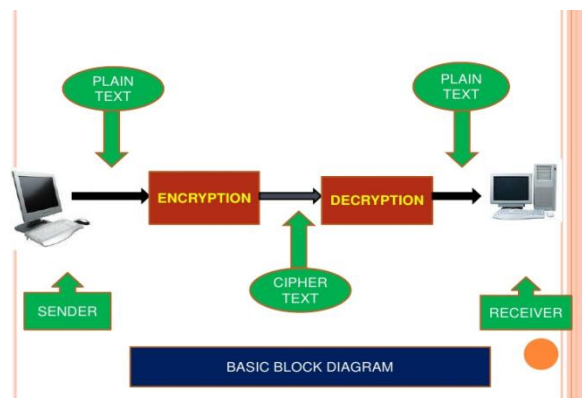 PLAIN
TEXT
PLAIN
TEXT
ENCRYPTION
DECRYPTION
CIPHER
TEXT
SENDER
RECEIVER
BASIC BLOCK DIAGRAM